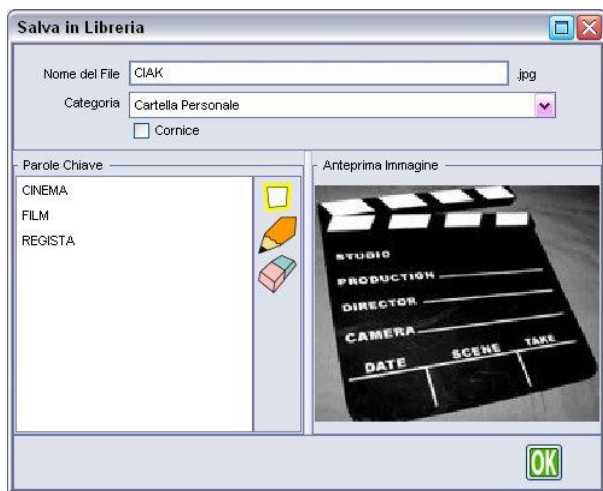 Salva in Libreria
Nome del File CIAK .jpg
Categoria Cartella Personale
Cornice
Parole Chiave
CINEMA
FILM
REGISTA
Anteprima Immagine
STUDIO
PRODUCTION
DIRECTOR
CAMERA
DATE SCENE TAKE
OK